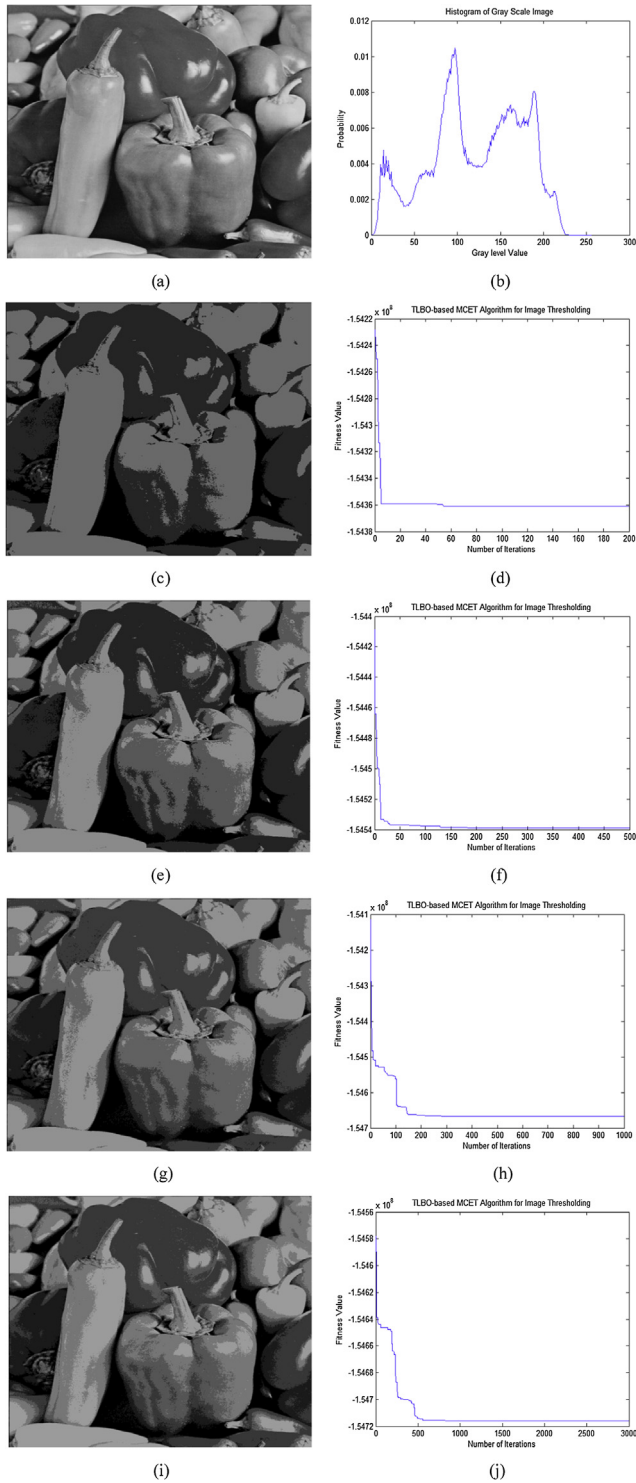 Histogram of Gray Scale Image
0.012
0.01
0.008
0.006
0.004
0.002
0
Probability
0 50 100 150 200 250 300
Gray level Value
(a) (b)
x 10^8
TLBO-based MCET Algorithm for Image Thresholding
-1.5422
-1.5424
-1.5426
-1.5428
-1.543
-1.5432
-1.5434
-1.5436
-1.5438
Fitness Value
0 20 40 60 80 100 120 140 160 180 200
Number of Iterations
(c) (d)
x 10^8
TLBO-based MCET Algorithm for Image Thresholding
-1.544
-1.5442
-1.5444
-1.5446
-1.5448
-1.545
-1.5452
-1.5454
Fitness Value
0 50 100 150 200 250 300 350 400 450 500
Number of Iterations
(e) (f)
x 10^8
TLBO-based MCET Algorithm for Image Thresholding
-1.541
-1.542
-1.543
-1.544
-1.545
-1.546
-1.547
Fitness Value
0 100 200 300 400 500 600 700 800 900 1000
Number of Iterations
(g) (h)
x 10^8
TLBO-based MCET Algorithm for Image Thresholding
-1.5456
-1.5458
-1.546
-1.5462
-1.5464
-1.5466
-1.5468
-1.547
-1.5472
Fitness Value
0 500 1000 1500 2000 2500 3000
Number of Iterations
(i) (j)